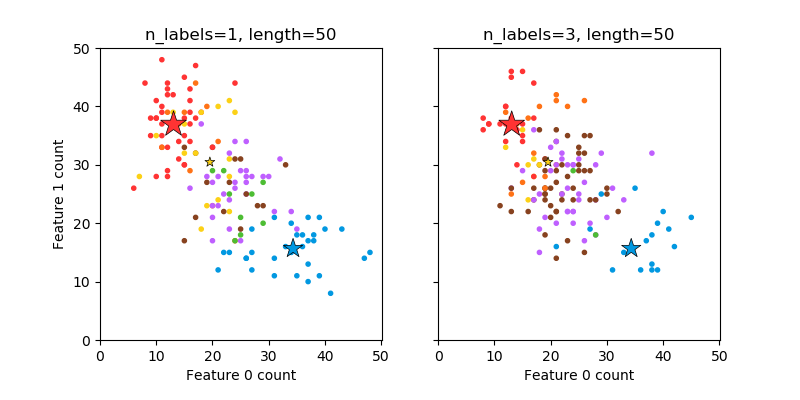 n_labels=1, length=50
n_labels=3, length=50
50
40
30
20
10
0
Feature 1 count
0 10 20 30 40 50
0 10 20 30 40 50
Feature 0 count
Feature 0 count